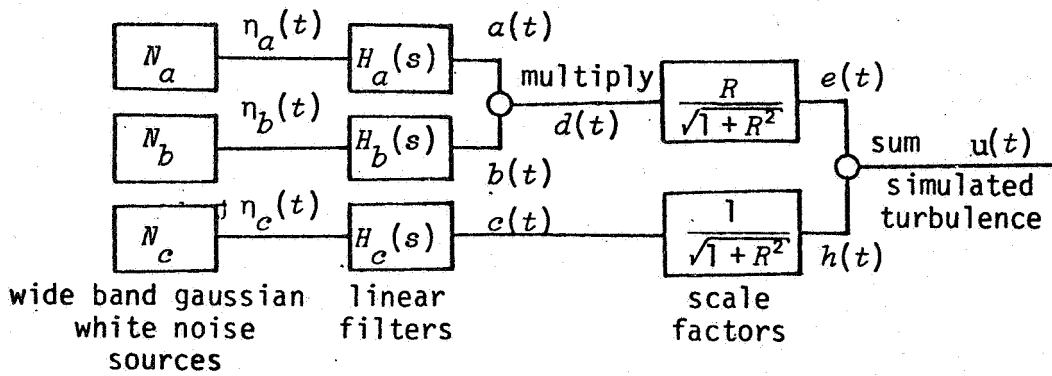 N_a η_a(t) H_a(s) a(t)
multiply R/√(1 + R²) e(t)
N_b η_b(t) H_b(s) d(t)
b(t)
sum u(t)
simulated
turbulence
N_c η_c(t) H_c(s) c(t) 1/√(1 + R²) h(t)
wide band gaussian
white noise
sources
linear
filters
scale
factors